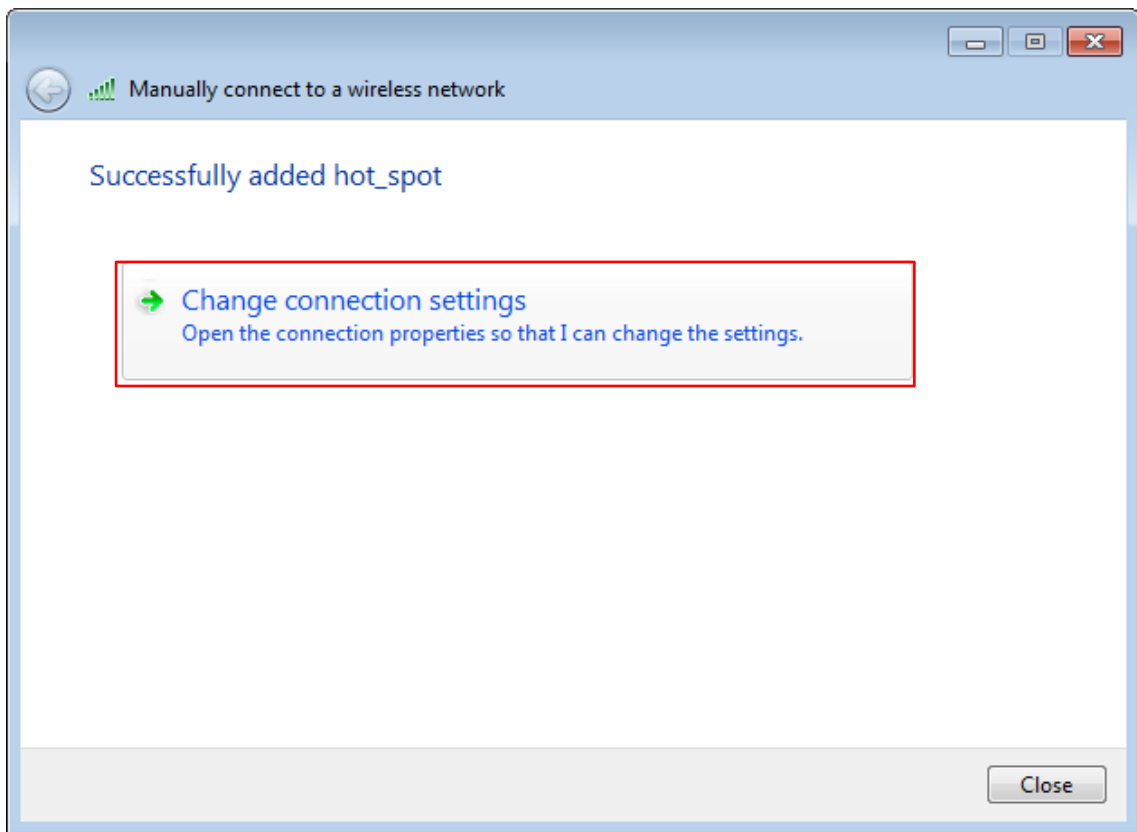 Manually connect to a wireless network
Successfully added hot_spot
Change connection settings
Open the connection properties so that I can change the settings.
Close